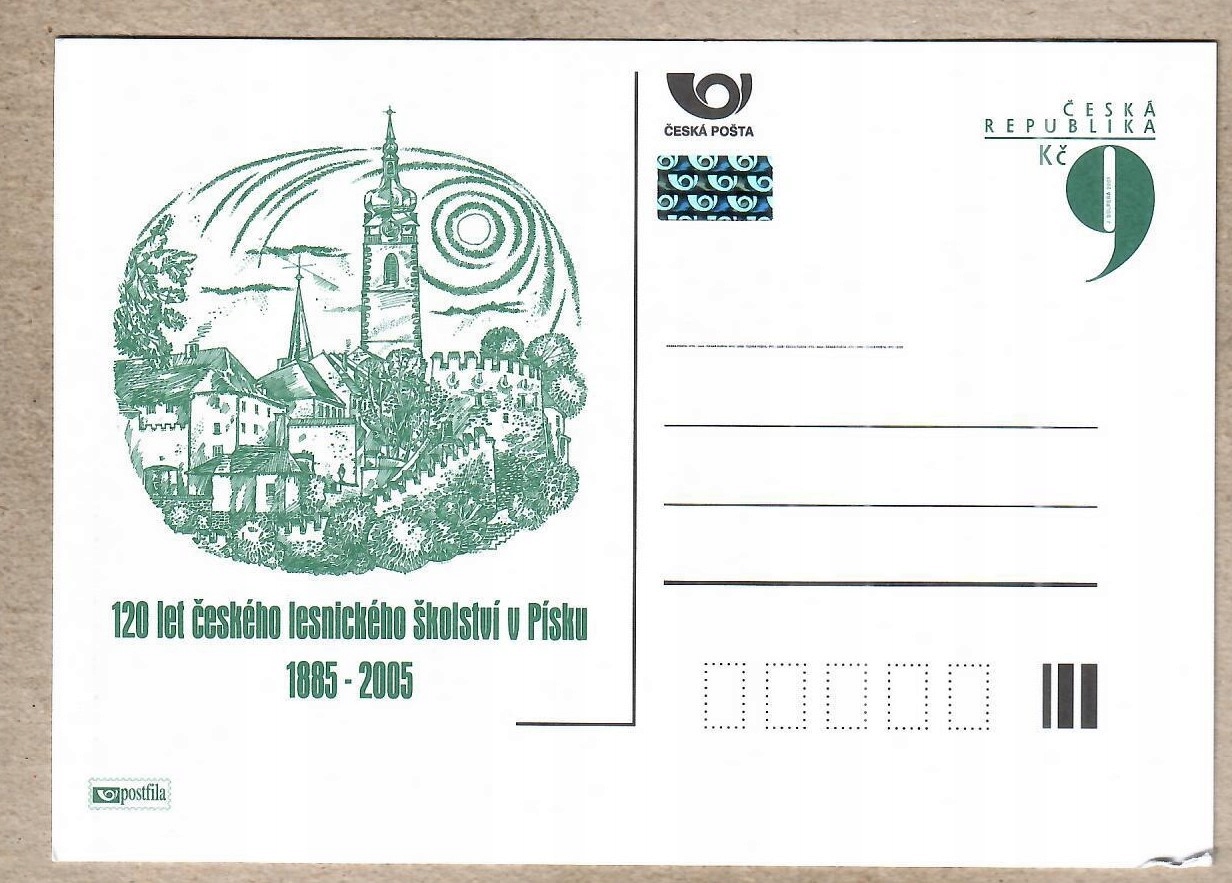 120 let českého lesnického školství v Písku
1885 - 2005
postfila
ČESKÁ POŠTA
ČESKÁ
REPUBLIKA
Kč
9